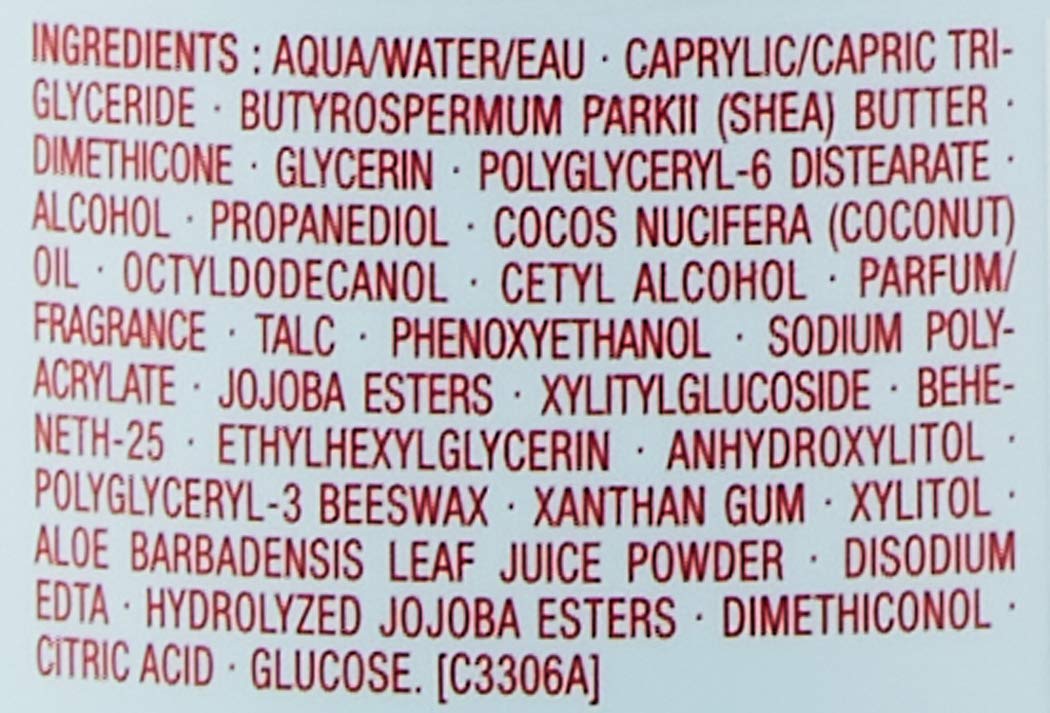 INGREDIENTS : AQUA/WATER/EAU · CAPRYLIC/CAPRIC TRI-
GLYCERIDE · BUTYROSPERMUM PARKII (SHEA) BUTTER ·
DIMETHICONE · GLYCERIN · POLYGLYCERYL-6 DISTEARATE ·
ALCOHOL · PROPANEDIOL · COCOS NUCIFERA (COCONUT)
OIL · OCTYLDODECANOL · CETYL ALCOHOL · PARFUM/
FRAGRANCE · TALC · PHENOXYETHANOL · SODIUM POLY-
ACRYLATE · JOJOBA ESTERS · XYLITYLGLUCOSIDE · BEHE-
NETH-25 · ETHYLHEXYLGLYCERIN · ANHYDROXYLITOL ·
POLYGLYCERYL-3 BEESWAX · XANTHAN GUM · XYLITOL ·
ALOE BARBADENSIS LEAF JUICE POWDER · DISODIUM
EDTA · HYDROLYZED JOJOBA ESTERS · DIMETHICONOL ·
CITRIC ACID · GLUCOSE. [C3306A]